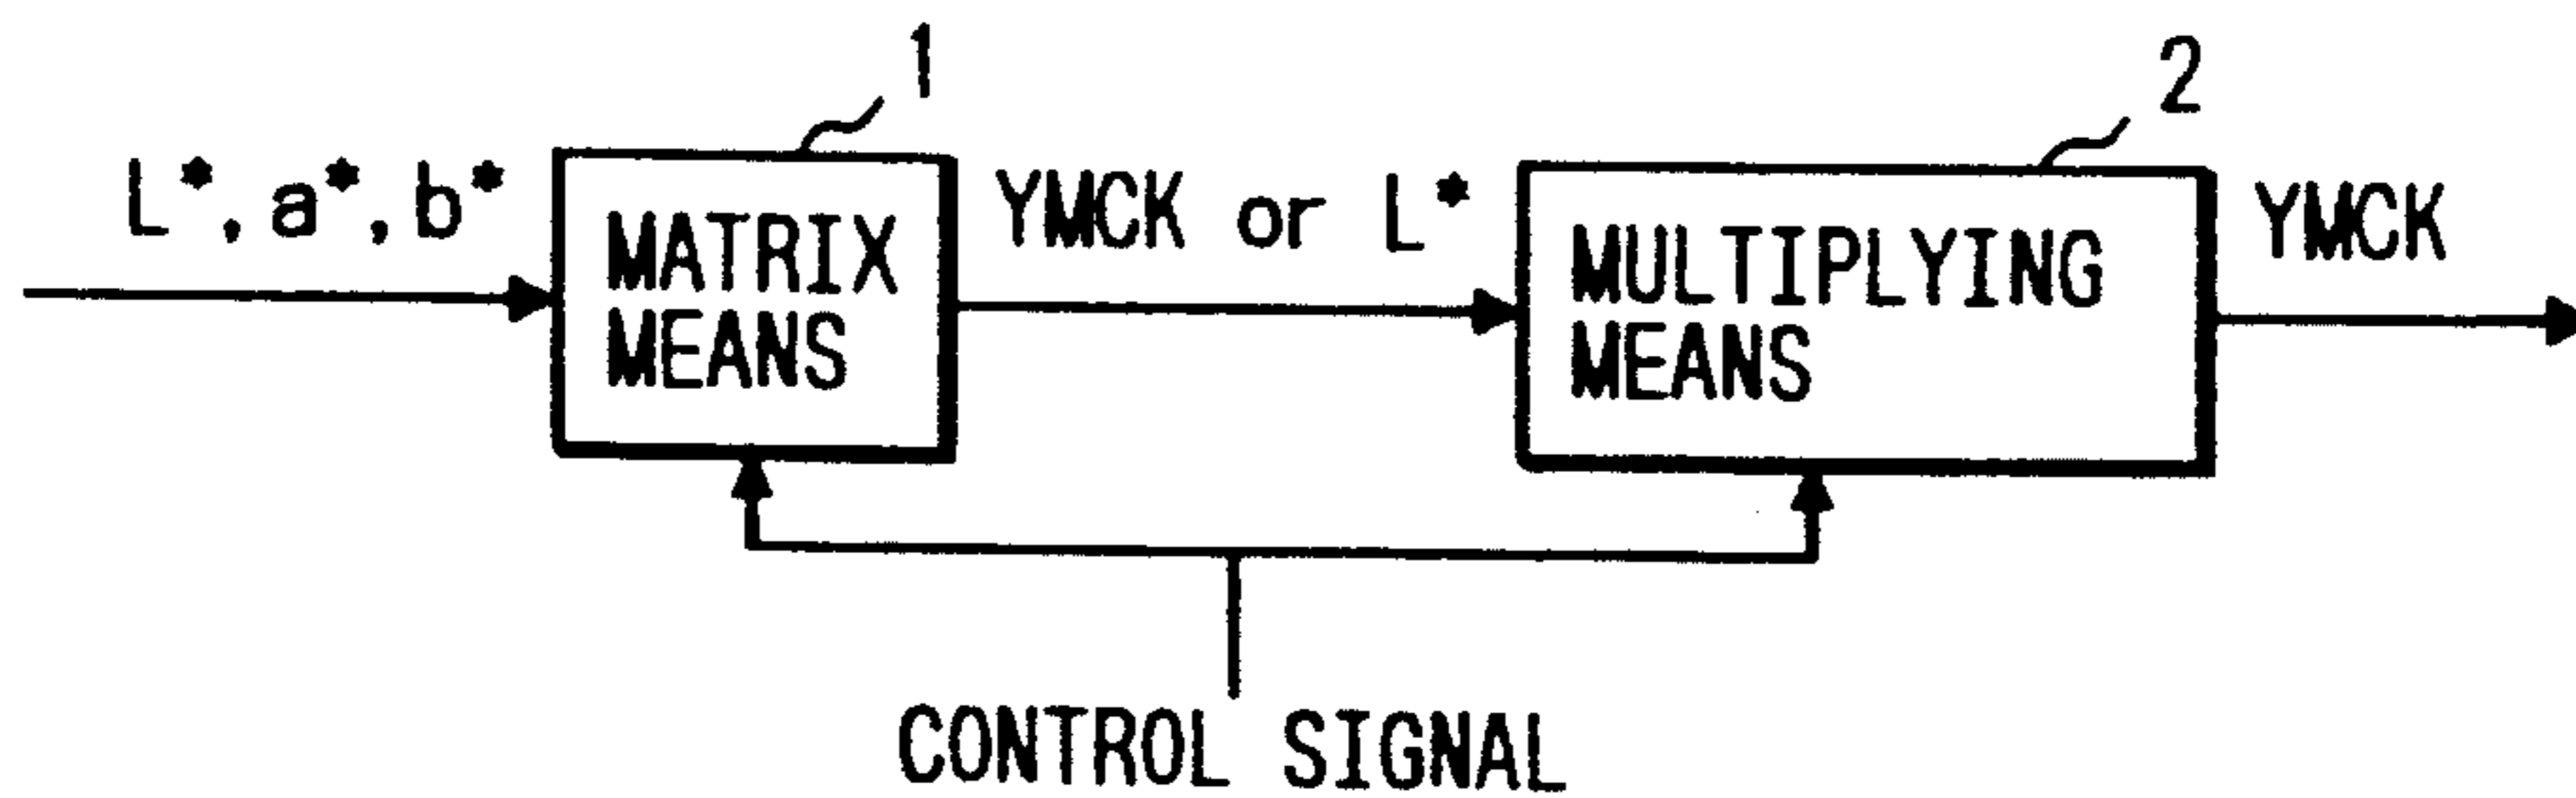 1
2
L*, a*, b*
YMCK or L*
YMCK
MATRIX
MEANS
MULTIPLYING
MEANS
CONTROL SIGNAL